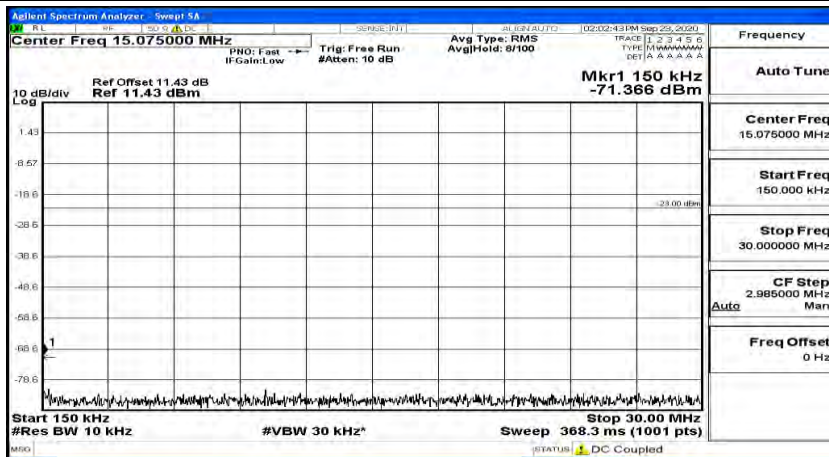 Agilent Spectrum Analyzer - Swept SA
RL RF 50 Ω DC SENSE:INT ALIGN AUTO 02:02:43 PM Sep 29, 2020
Center Freq 15.075000 MHz
PNO: Fast
IFGain:Low
Trig: Free Run
#Atten: 10 dB
Avg Type: RMS
Avg|Hold: 8/100
TRACE 1 2 3 4 5 6
TYPE M WWWWW
DET A A A A A A
Ref Offset 11.43 dB
Ref 11.43 dBm
10 dB/div
Log
Mkr1 150 kHz
-71.366 dBm
1.43
-8.57
-18.6
-23.00 dBm
-28.6
-38.6
-48.6
-58.6
-68.6
1
-78.6
Start 150 kHz
Stop 30.00 MHz
#Res BW 10 kHz
#VBW 30 kHz*
Sweep 368.3 ms (1001 pts)
MSG
STATUS
DC Coupled
Frequency
Auto Tune
Center Freq
15.075000 MHz
Start Freq
150.000 kHz
Stop Freq
30.000000 MHz
CF Step
2.985000 MHz
Auto Man
Freq Offset
0 Hz